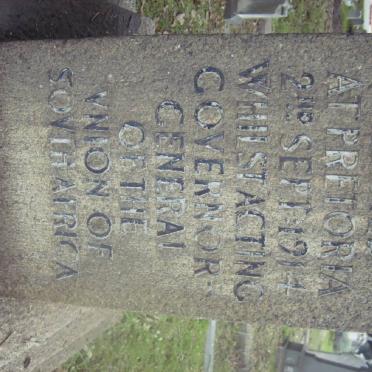 AT PRETORIA
21ST SEPT. 1914
WHILST ACTING
GOVERNOR
GENERAL
OF THE
VNION OF
SOVTH AFRICA